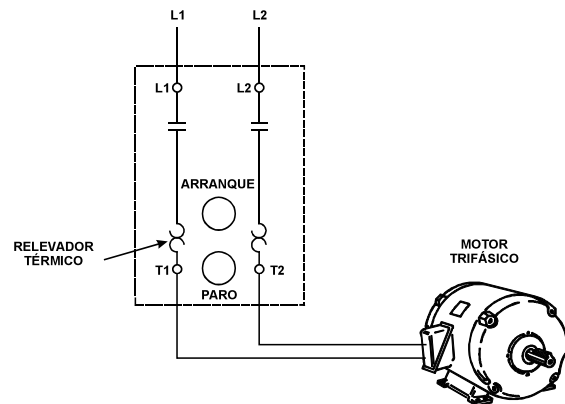 L1
L2
L1
L2
ARRANQUE
RELEVADOR
TÉRMICO
T1
T2
PARO
MOTOR
TRIFÁSICO